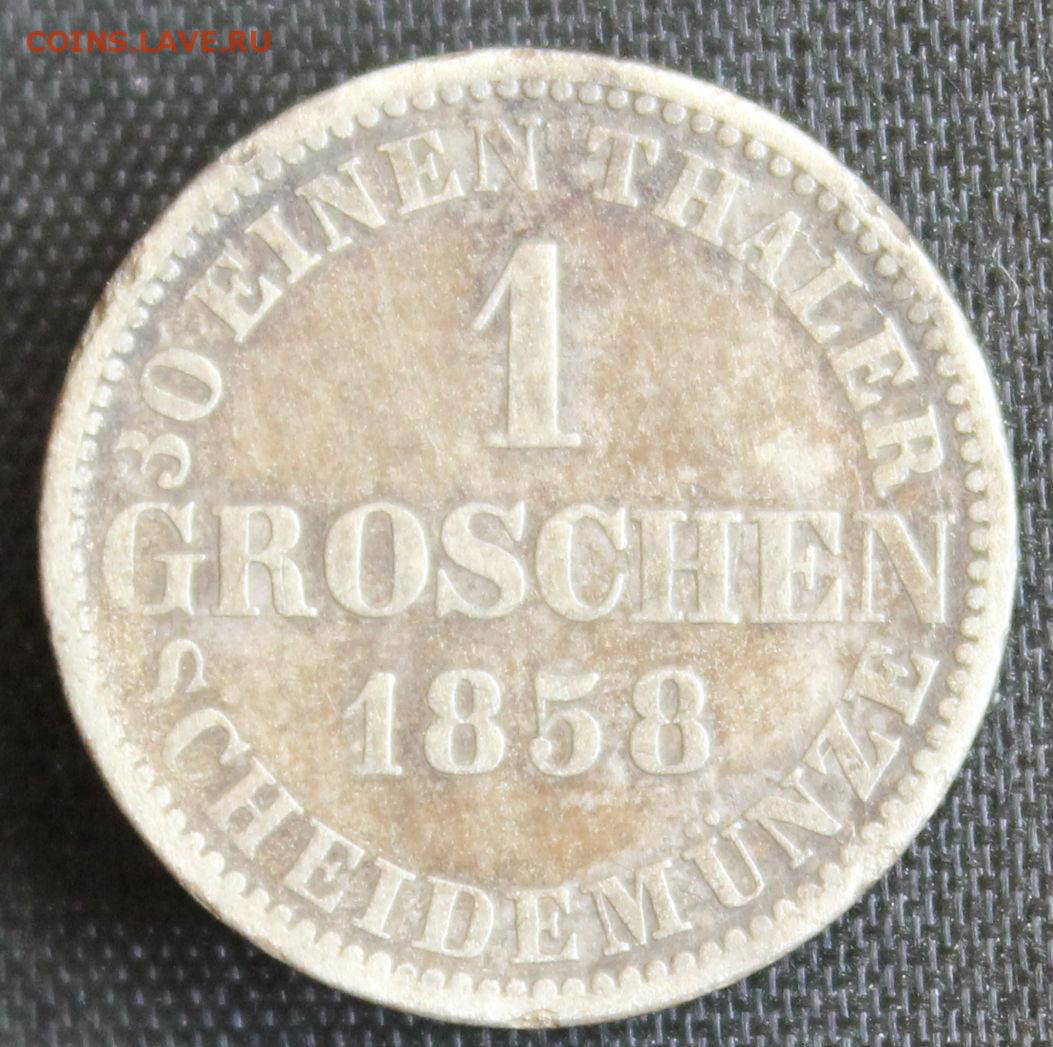 COINS.LAVE.RU
30 EINEN THALER
1
GROSCHEN
1858
SCHEIDEMÜNZE